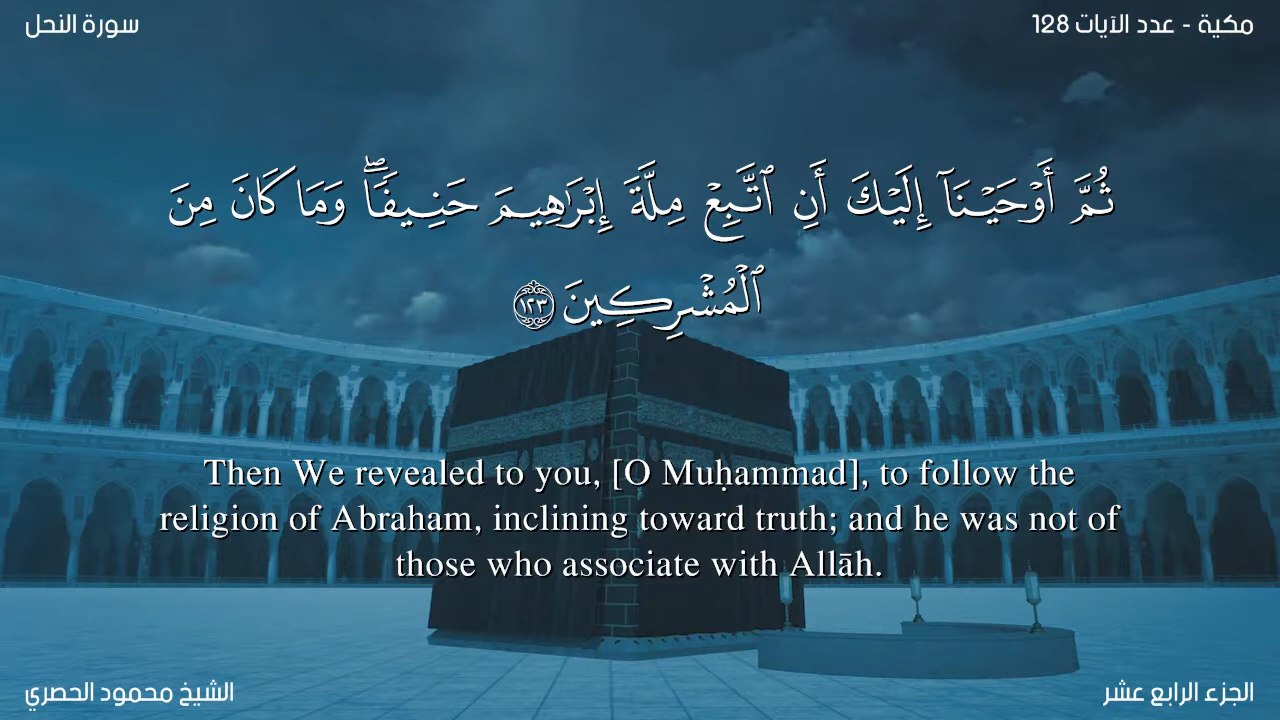 سورة النحل
مكية - عدد الآيات 128
ثُمَّ أَوْحَيْنَآ إِلَيْكَ أَنِ ٱتَّبِعْ مِلَّةَ إِبْرَٰهِيمَ حَنِيفًا ۖ وَمَا كَانَ مِنَ
ٱلْمُشْرِكِينَ ١٢٣
Then We revealed to you, [O Muḥammad], to follow the
religion of Abraham, inclining toward truth; and he was not of
those who associate with Allāh.
الشيخ محمود الحصري
الجزء الرابع عشر